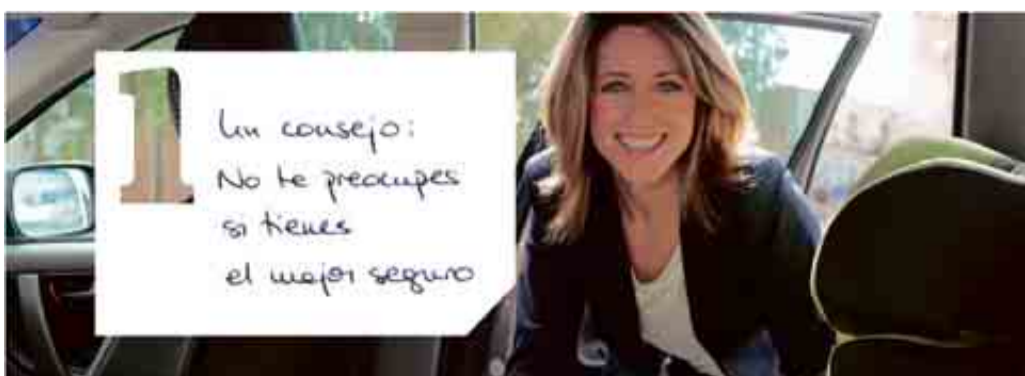 1
Un consejo:
No te preocupes
si tienes
el mejor seguro